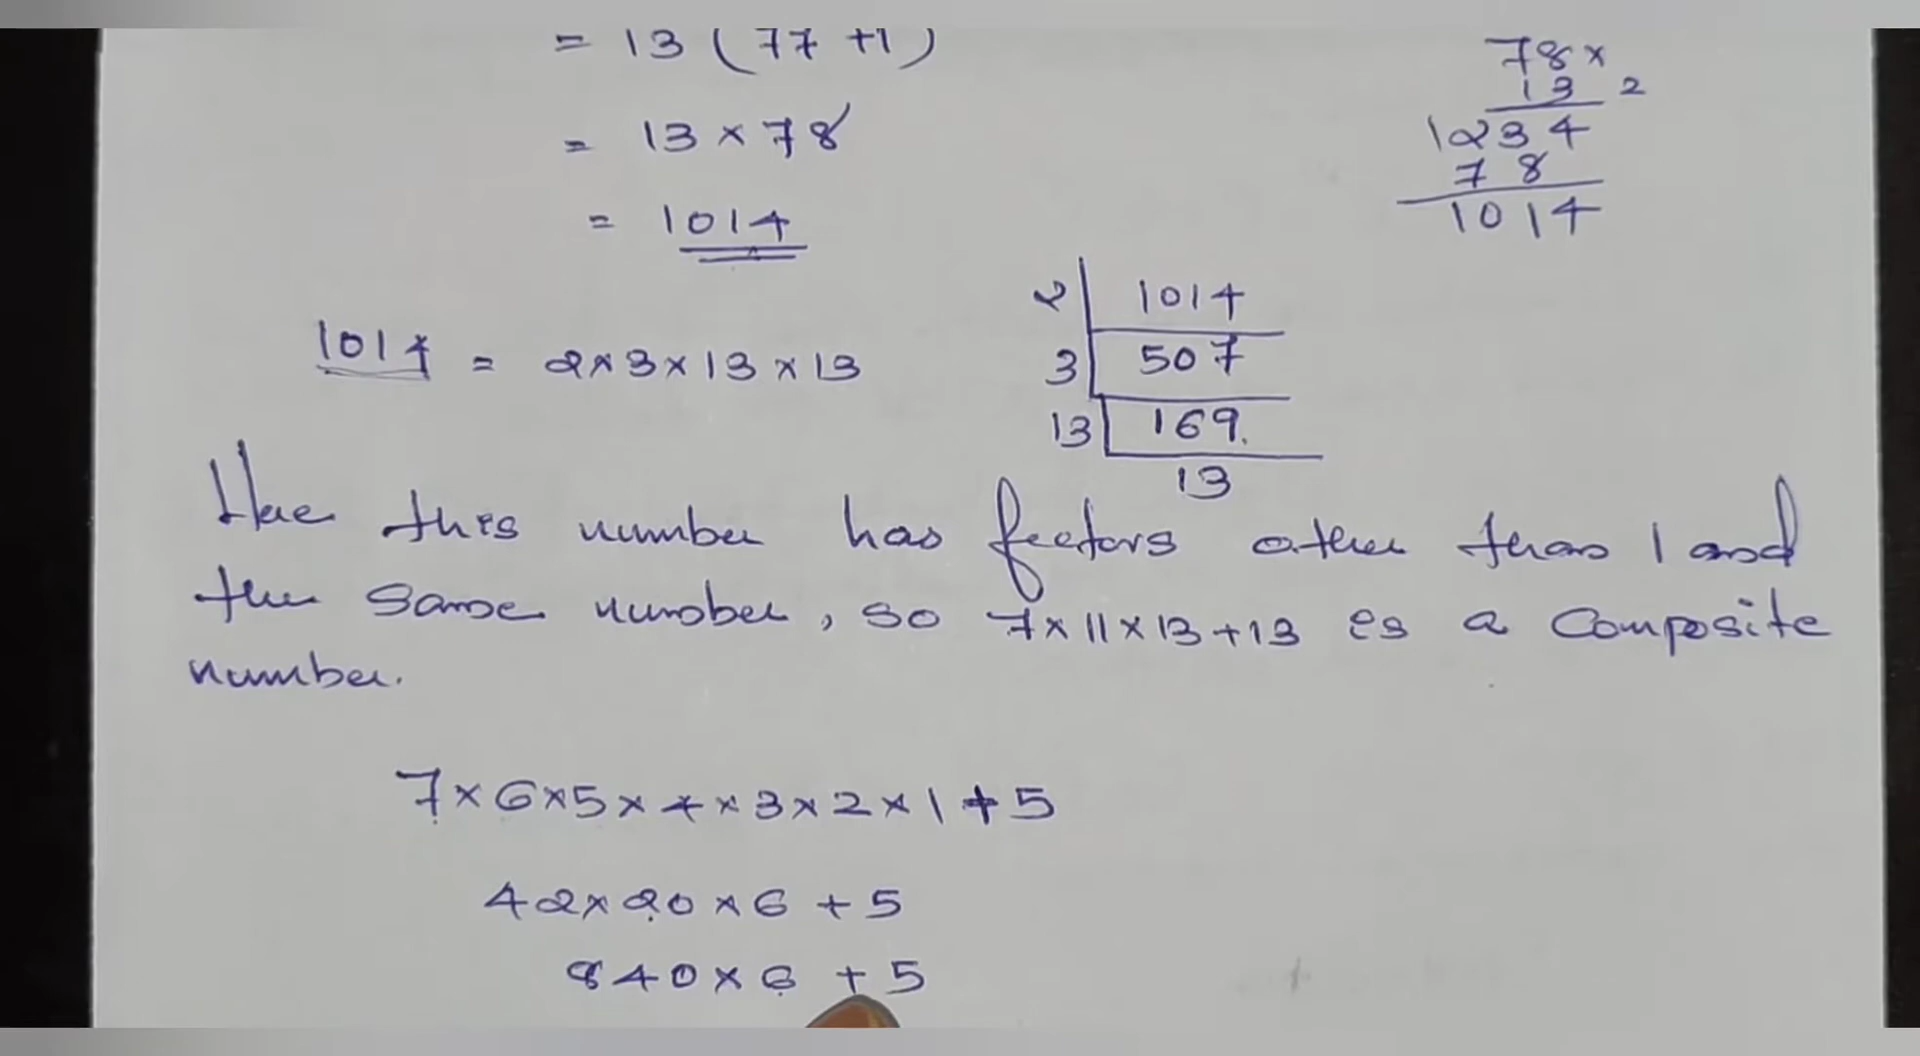 = 13 (77 +1)
= 13 × 78
= 1014
78 ×
13 2
1234
78
1014
1014 = 2×3×13×13
2 | 1014
3 | 507
13 | 169.
13
Here this number has factors other than 1 and
the same number, so 7×11×13+13 is a composite
number.
7×6×5×4×3×2×1+5
42×20×6+5
840×6+5